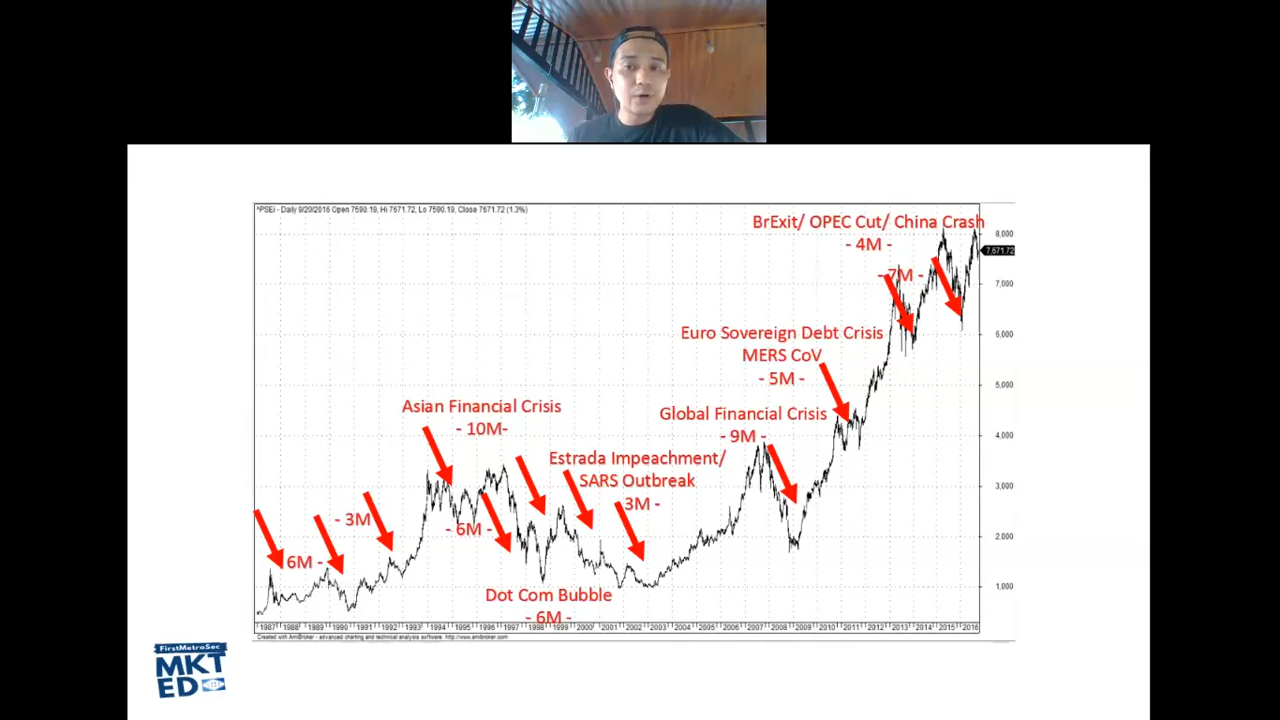 ^PSEi - Daily 9/20/2016 Open 7590.19, Hi 7671.72, Lo 7590.19, Close 7671.72 (1.3%)
BrExit/ OPEC Cut/ China Crash
- 4M -
8,000
7,671.72
- 7M -
7,000
Euro Sovereign Debt Crisis
6,000
MERS CoV
- 5M -
5,000
Asian Financial Crisis
- 10M-
Global Financial Crisis
- 9M -
4,000
Estrada Impeachment/
SARS Outbreak
3,000
- 3M -
- 3M
- 6M -
2,000
6M -
1,000
Dot Com Bubble
- 6M-
1987 1988 1989 1990 1991 1992 1993 1994 1995 1996 1997 1998 1999 2000 2001 2002 2003 2004 2005 2006 2007 2008 2009 2010 2011 2012 2013 2014 2015 2016
Created with AmiBroker - advanced charting and technical analysis software. http://www.amibroker.com
FirstMetroSec
MKT
ED